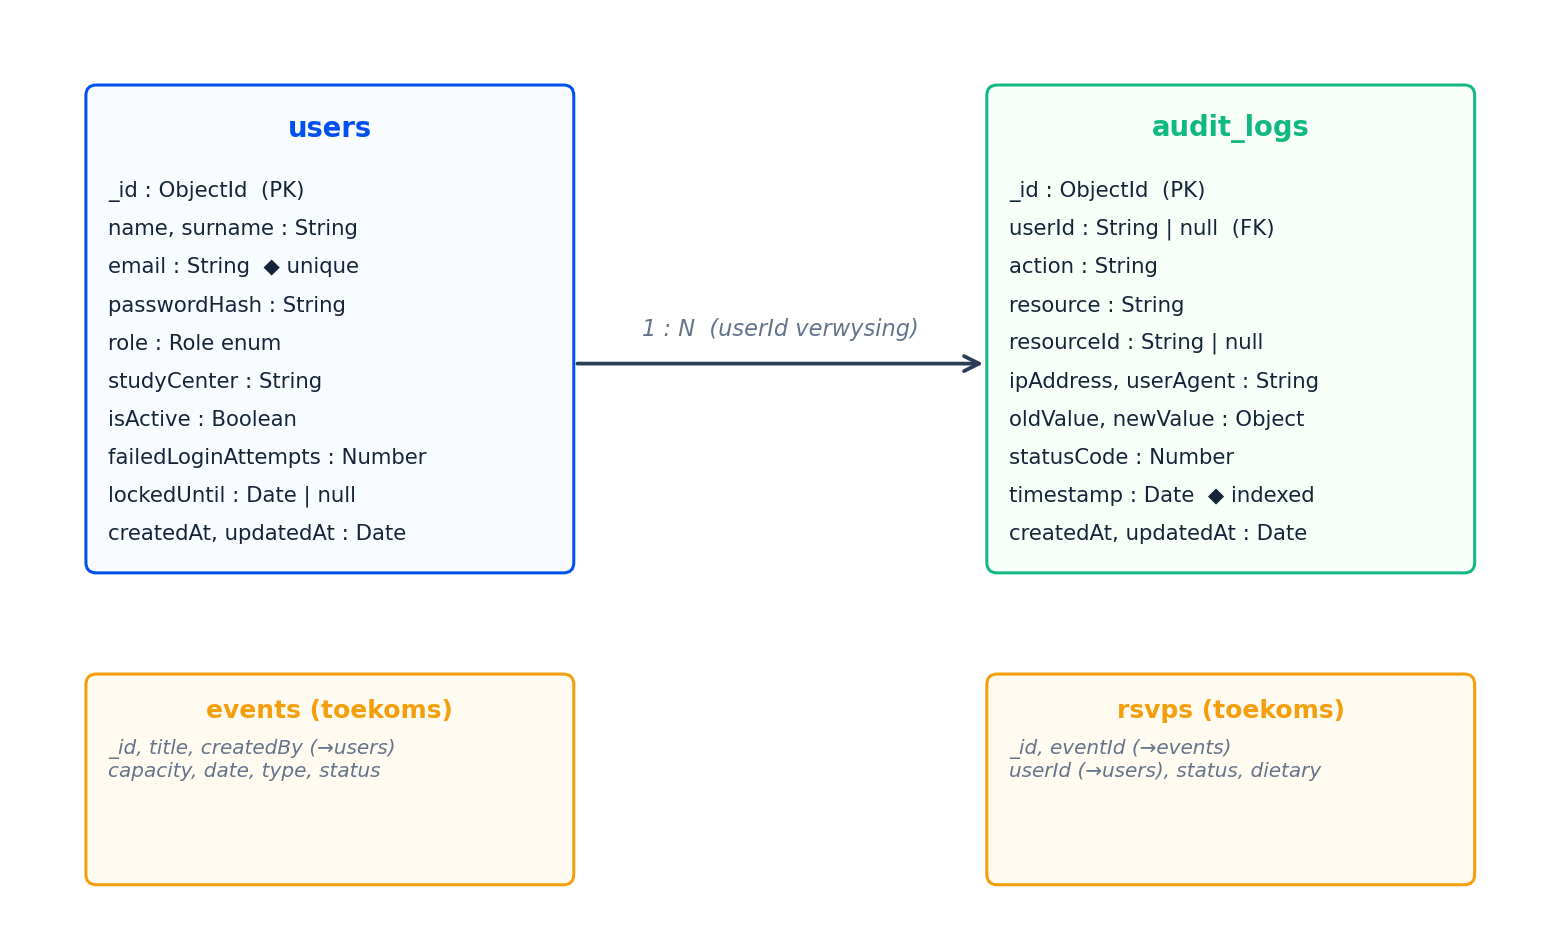 users
_id : ObjectId  (PK)
name, surname : String
email : String  ◆ unique
passwordHash : String
role : Role enum
studyCenter : String
isActive : Boolean
failedLoginAttempts : Number
lockedUntil : Date | null
createdAt, updatedAt : Date
1 : N  (userId verwysing)
audit_logs
_id : ObjectId  (PK)
userId : String | null  (FK)
action : String
resource : String
resourceId : String | null
ipAddress, userAgent : String
oldValue, newValue : Object
statusCode : Number
timestamp : Date  ◆ indexed
createdAt, updatedAt : Date
events (toekoms)
_id, title, createdBy (→users)
capacity, date, type, status
rsvps (toekoms)
_id, eventId (→events)
userId (→users), status, dietary